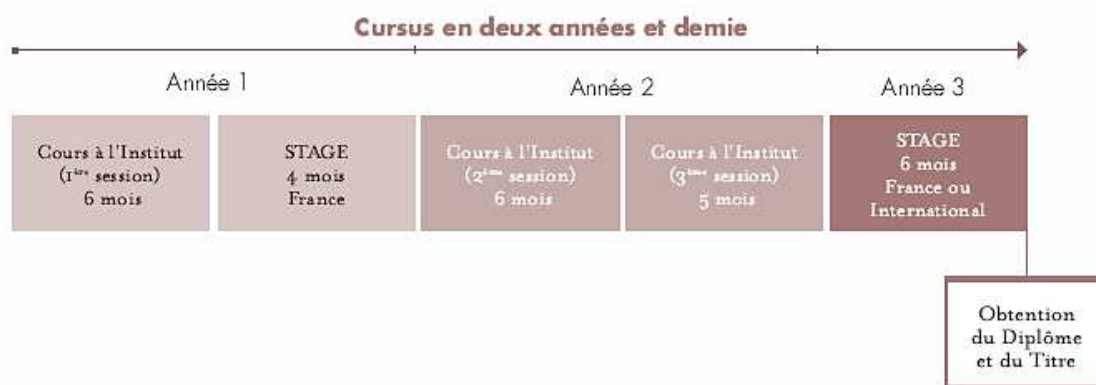 Cursus en deux années et demie
Année 1
Année 2
Année 3
Cours à l'Institut
(1ère session)
6 mois
STAGE
4 mois
France
Cours à l'Institut
(2ème session)
6 mois
Cours à l'Institut
(3ème session)
5 mois
STAGE
6 mois
France ou
International
Obtention
du Diplôme
et du Titre